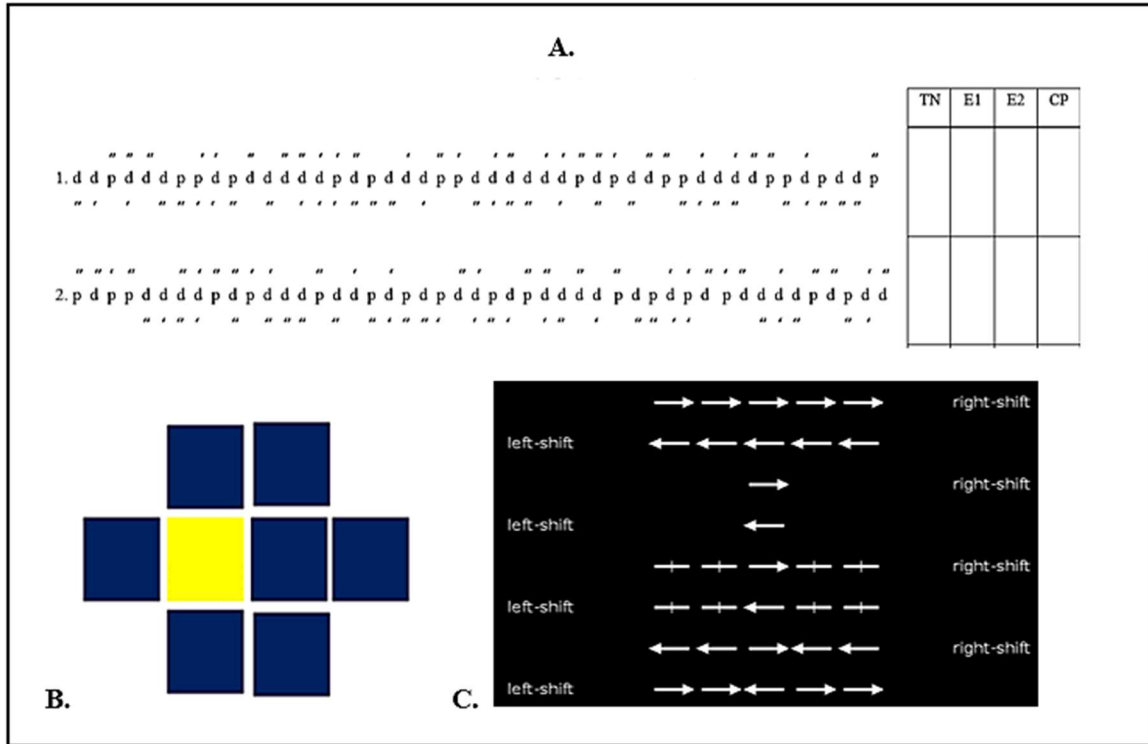 A.
TN E1 E2 CP
1. d d p d d d p p d p d d d d d p d p d d d p p d d d d d d p d p d d p p d d d d p p d p d d p
2. p d p p d d d d p d p d d d p d d p d p d p d d p d p d d d d p d p d p d p d d d d p d p d d
B.
C.
right-shift
left-shift
right-shift
left-shift
right-shift
left-shift
right-shift
left-shift